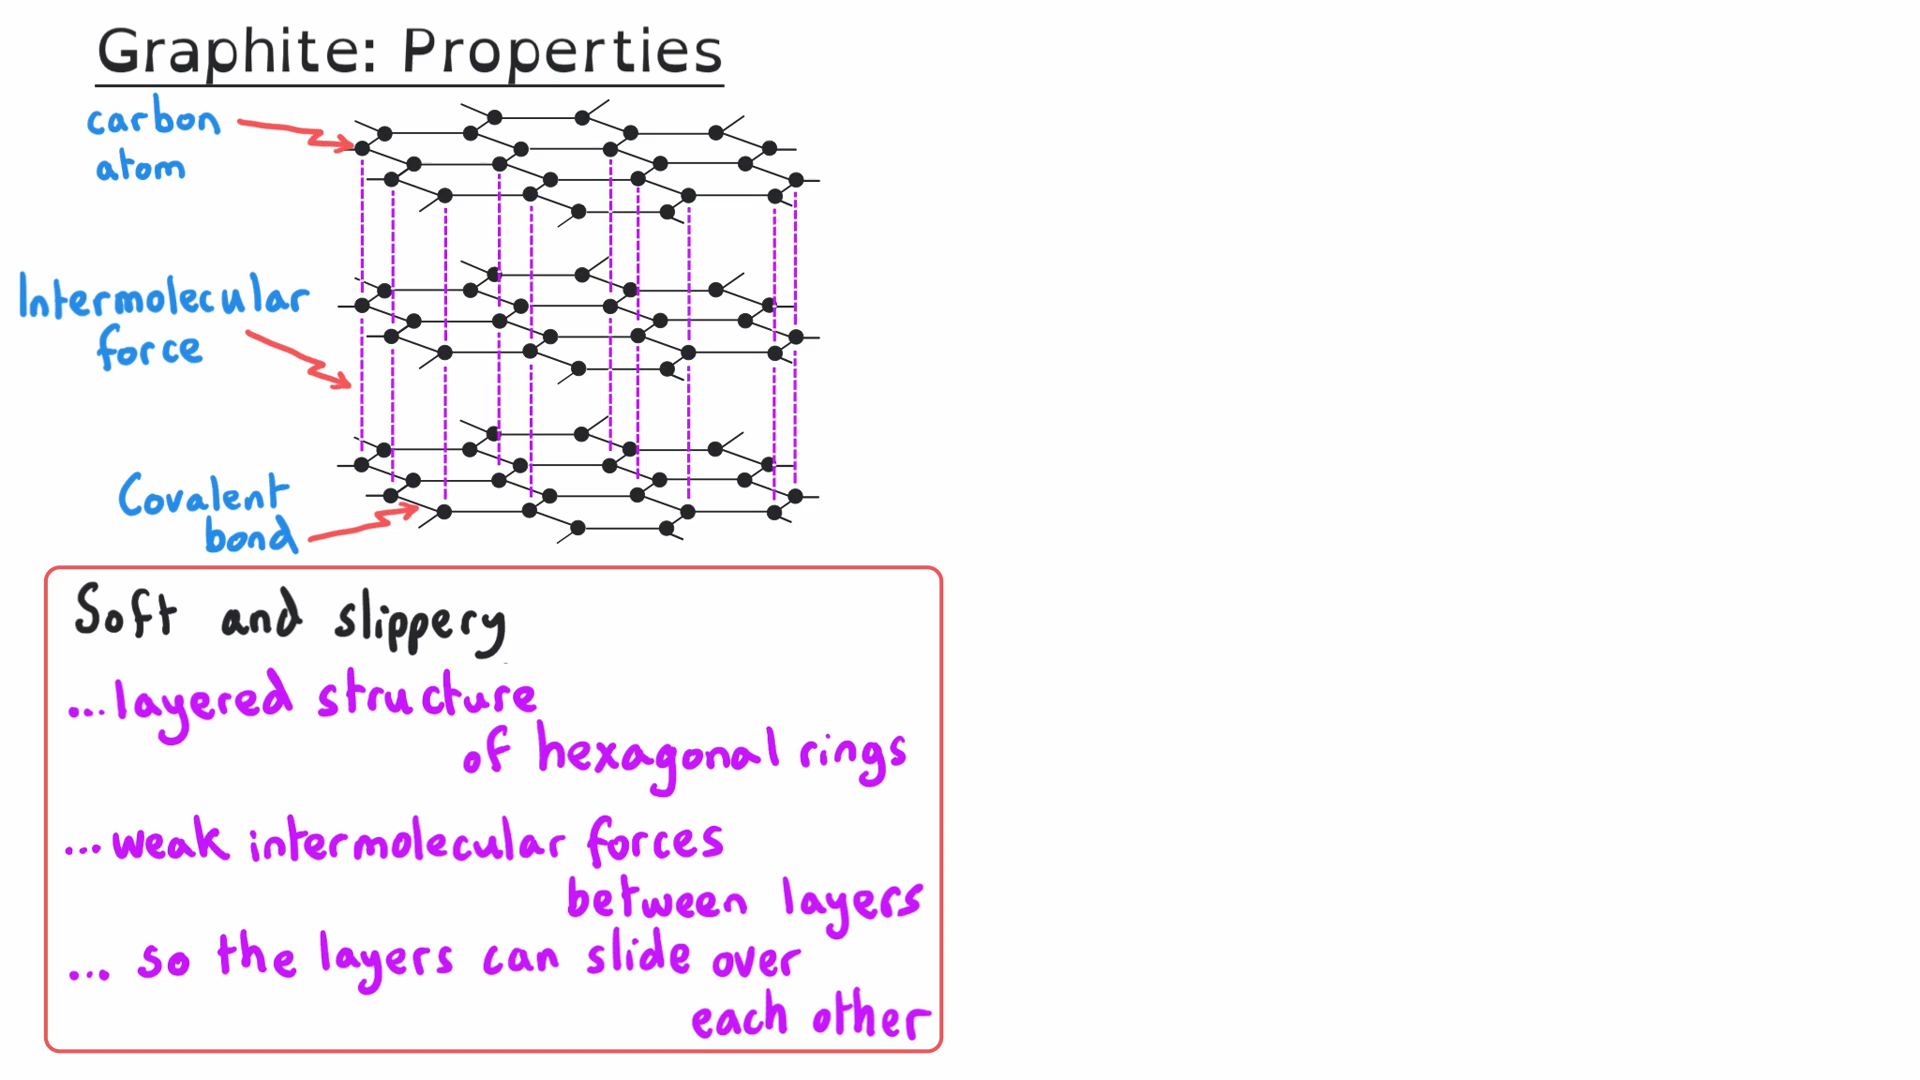 Graphite: Properties
carbon
atom
Intermolecular
force
Covalent
bond
Soft and slippery
...layered structure
of hexagonal rings
...weak intermolecular forces
between layers
... so the layers can slide over
each other